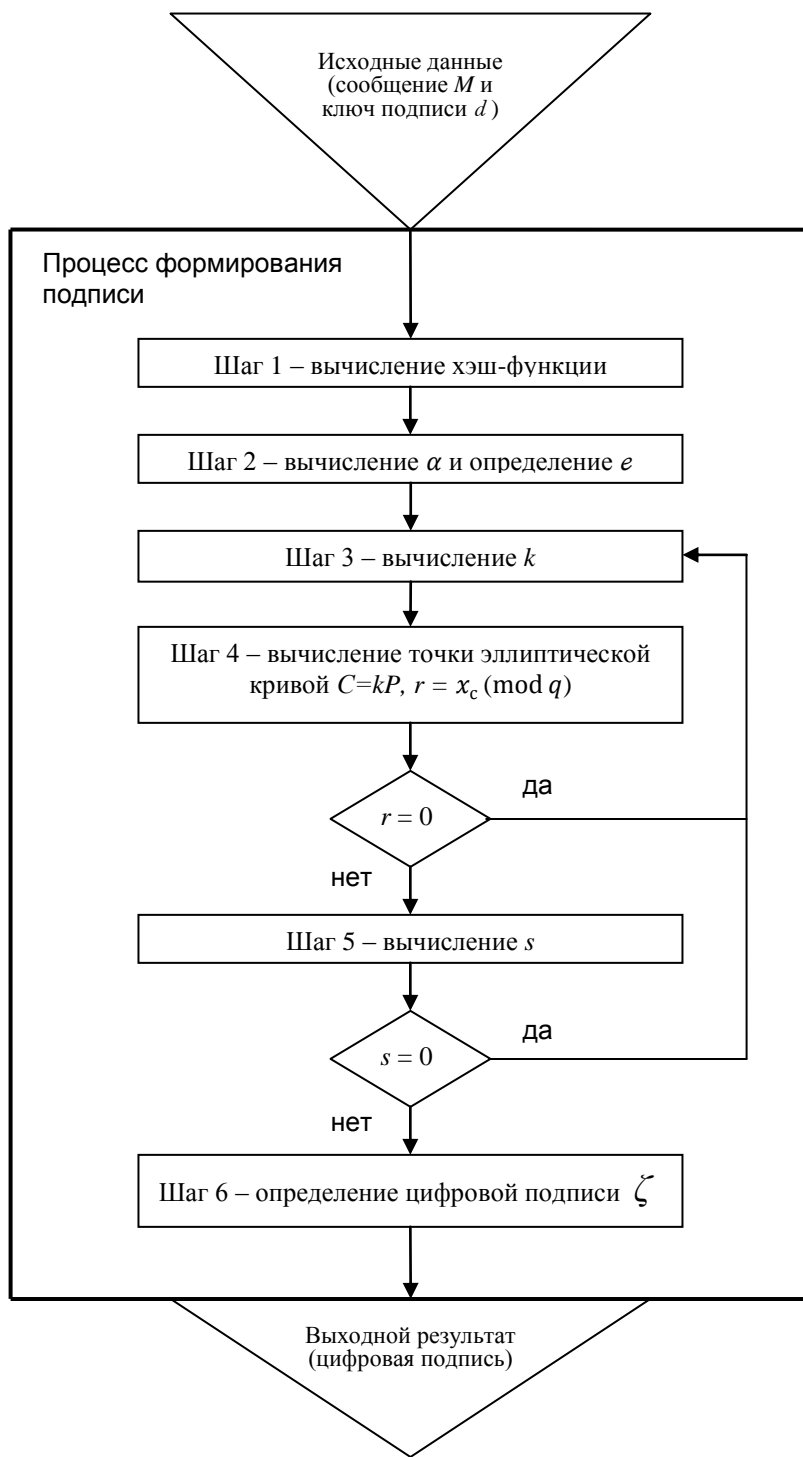 Исходные данные
(сообщение M и
ключ подписи d )
Процесс формирования
подписи
Шаг 1 – вычисление хэш-функции
Шаг 2 – вычисление α и определение e
Шаг 3 – вычисление k
Шаг 4 – вычисление точки эллиптической
кривой C=kP, r = x_c (mod q)
да
r = 0
нет
Шаг 5 – вычисление s
да
s = 0
нет
Шаг 6 – определение цифровой подписи ζ
Выходной результат
(цифровая подпись)